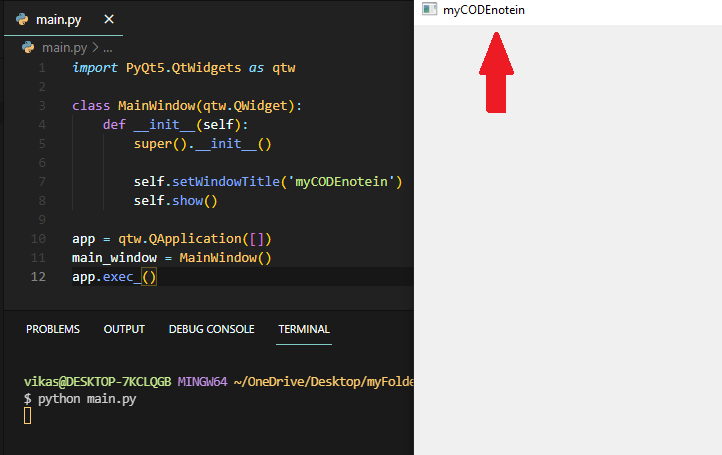 main.py
main.py > ...
1 import PyQt5.QtWidgets as qtw
2
3 class MainWindow(qtw.QWidget):
4     def __init__(self):
5         super().__init__()
6
7         self.setWindowTitle('myCODEnotein')
8         self.show()
9
10 app = qtw.QApplication([])
11 main_window = MainWindow()
12 app.exec_()
PROBLEMS OUTPUT DEBUG CONSOLE TERMINAL
vikas@DESKTOP-7KCLQGB MINGW64 ~/OneDrive/Desktop/myFolde
$ python main.py
myCODEnotein